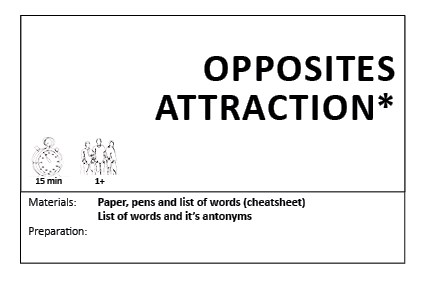 OPPOSITES
ATTRACTION*
15 min 1+
Materials: Paper, pens and list of words (cheatsheet)
List of words and it's antonyms
Preparation: